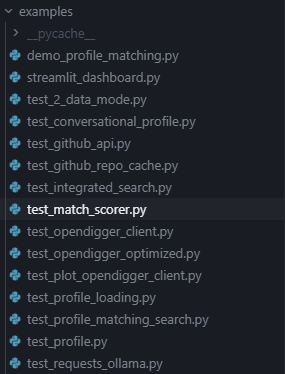 examples
__pycache__
demo_profile_matching.py
streamlit_dashboard.py
test_2_data_mode.py
test_conversational_profile.py
test_github_api.py
test_github_repo_cache.py
test_integrated_search.py
test_match_scorer.py
test_opendigger_client.py
test_opendigger_optimized.py
test_plot_opendigger_client.py
test_profile_loading.py
test_profile_matching_search.py
test_profile.py
test_requests_ollama.py